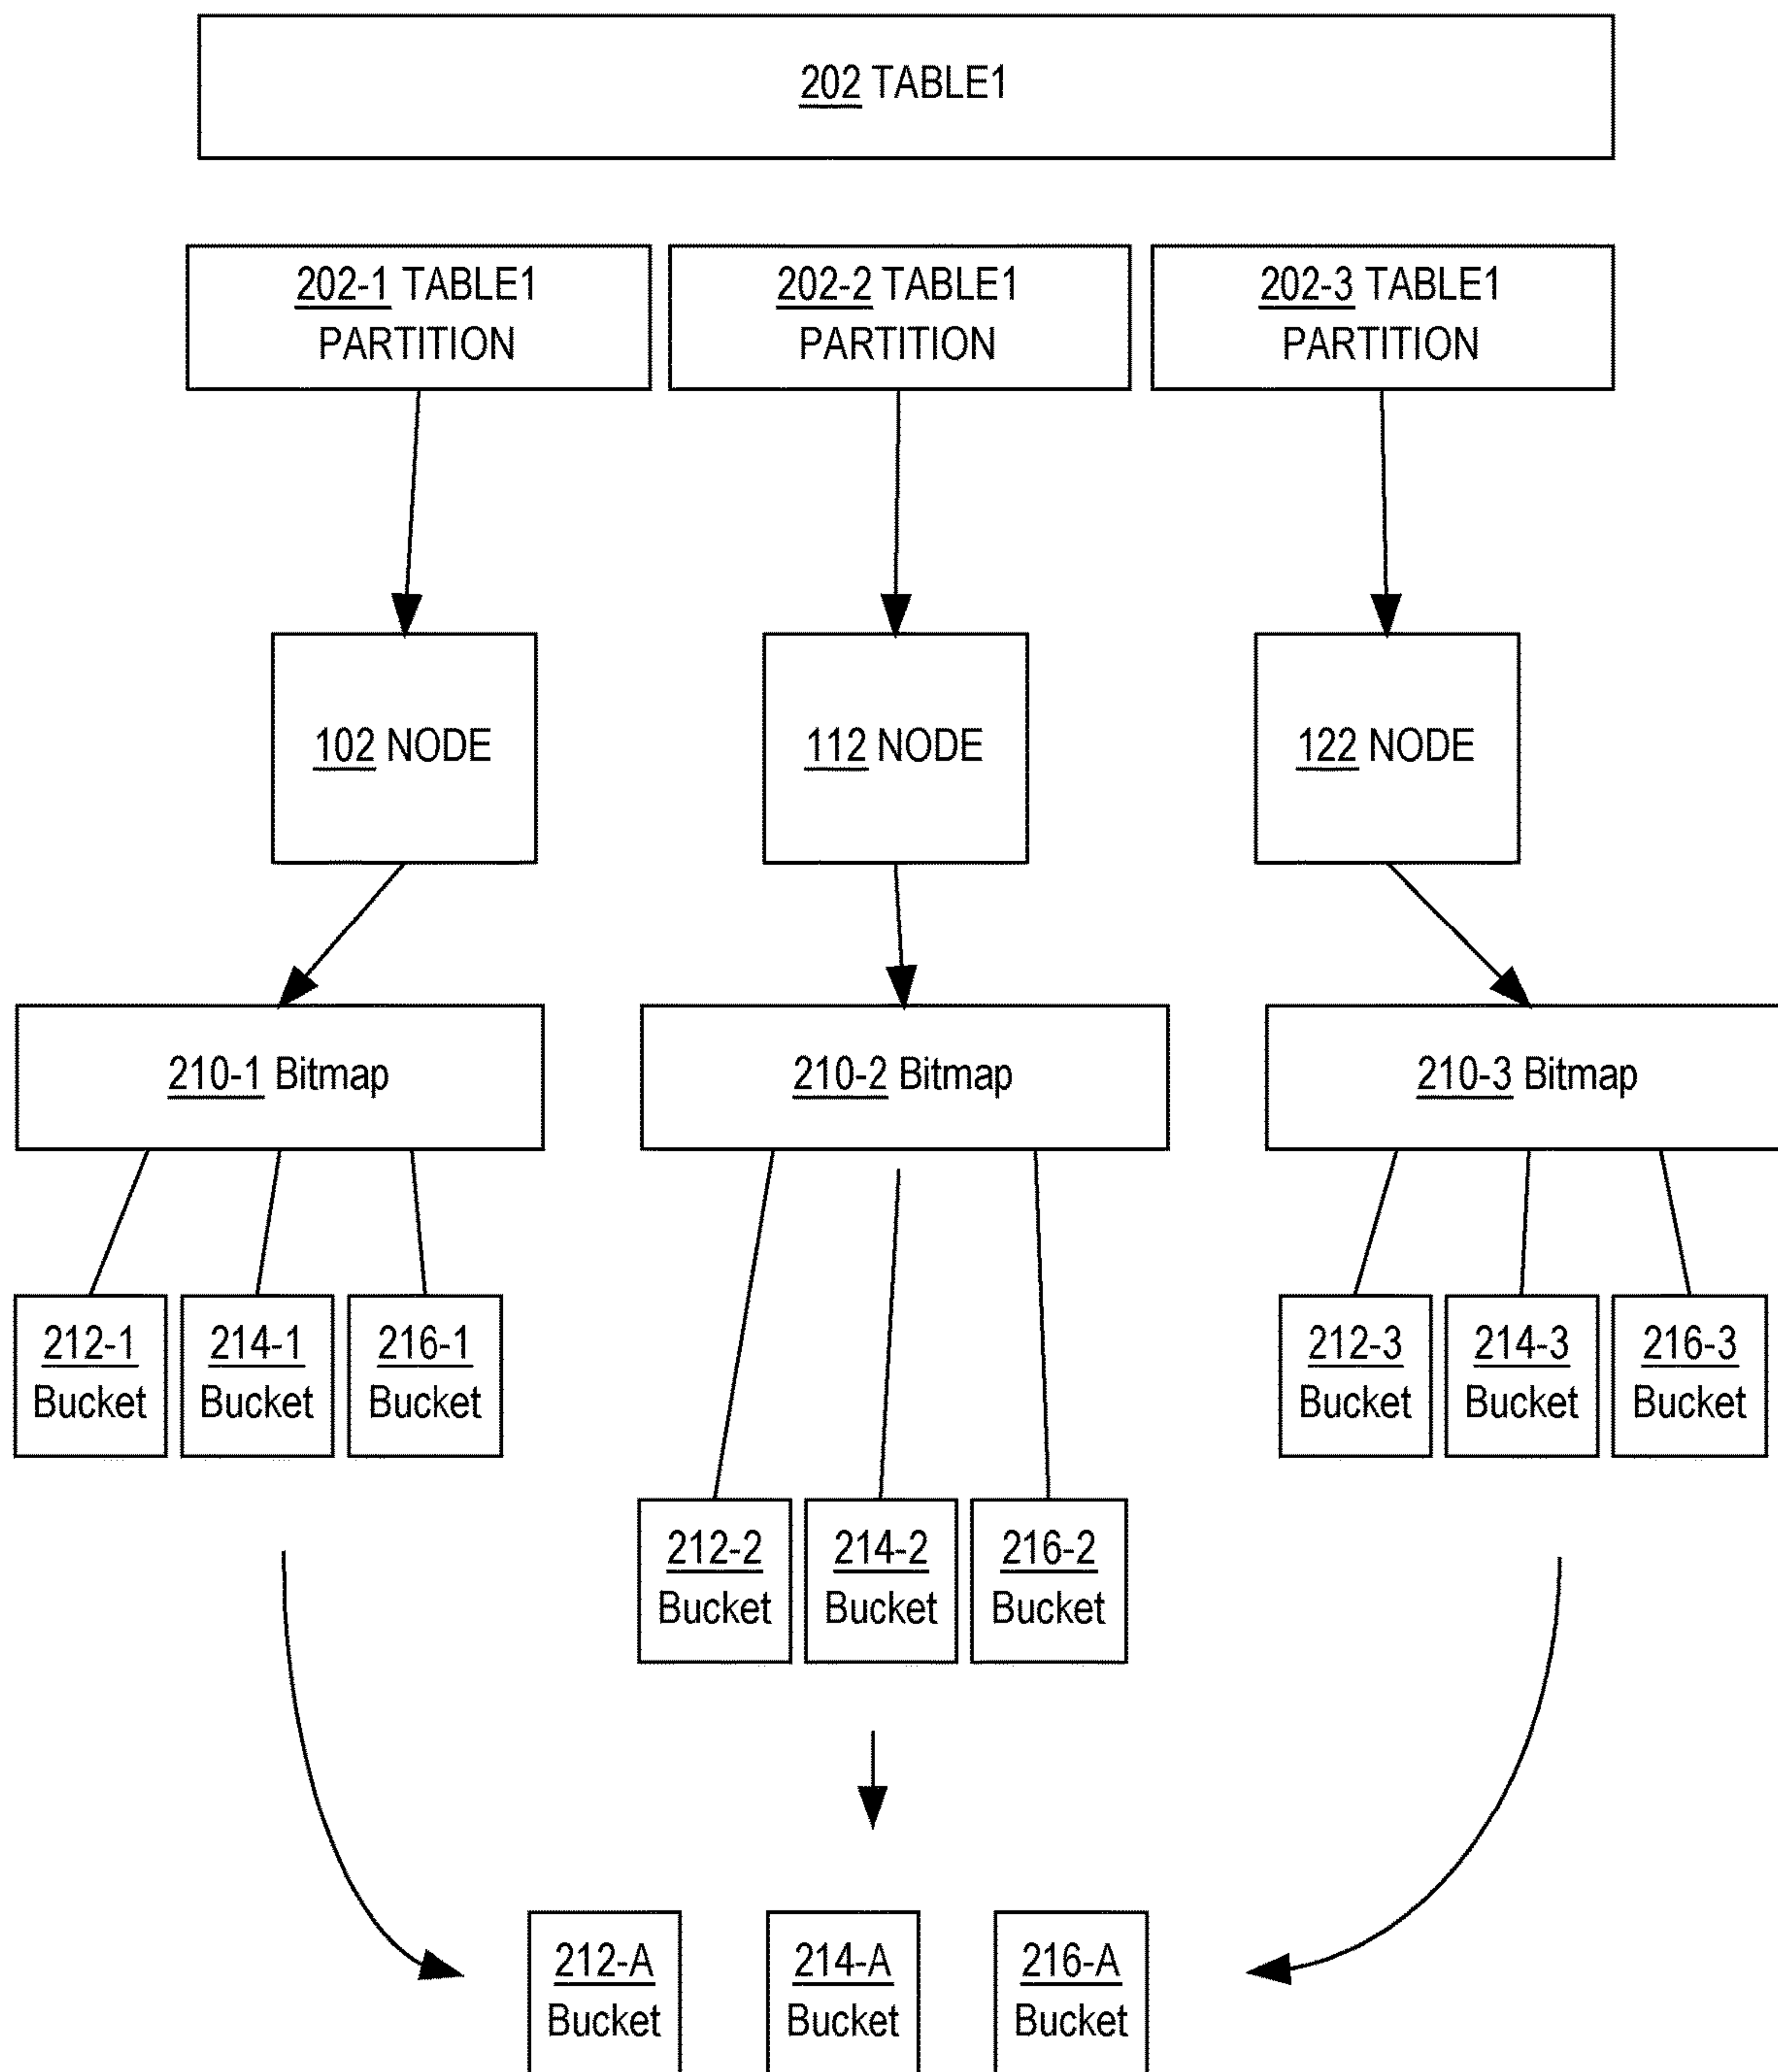 202 TABLE1
202-1 TABLE1
PARTITION
202-2 TABLE1
PARTITION
202-3 TABLE1
PARTITION
102 NODE
112 NODE
122 NODE
210-1 Bitmap
210-2 Bitmap
210-3 Bitmap
212-1
Bucket
214-1
Bucket
216-1
Bucket
212-3
Bucket
214-3
Bucket
216-3
Bucket
212-2
Bucket
214-2
Bucket
216-2
Bucket
212-A
Bucket
214-A
Bucket
216-A
Bucket